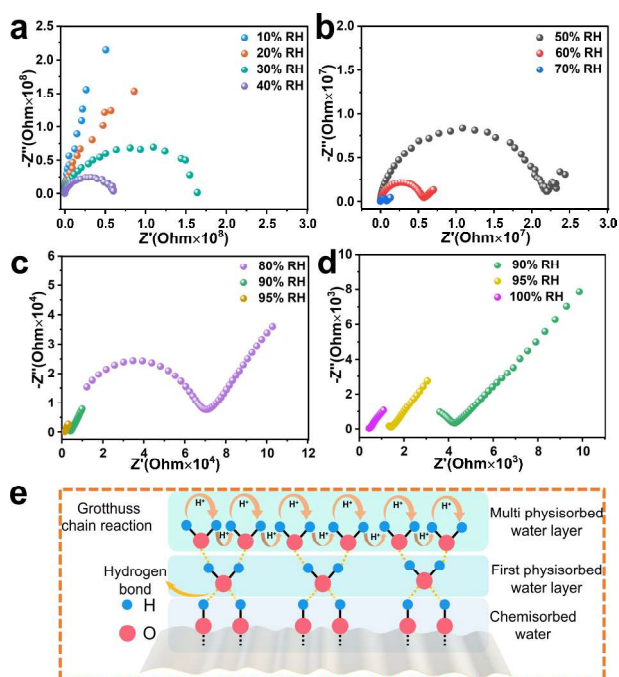 a
2.5
2.0
1.5
1.0
0.5
0.0
-Z''(Ohm×10⁸)
10% RH
20% RH
30% RH
40% RH
0.0 0.5 1.0 1.5 2.0 2.5 3.0
Z'(Ohm×10⁸)
b
2.0
1.5
1.0
0.5
0.0
-Z''(Ohm×10⁷)
50% RH
60% RH
70% RH
0.0 0.5 1.0 1.5 2.0 2.5 3.0
Z'(Ohm×10⁷)
c
6
5
4
3
2
1
0
-Z''(Ohm×10⁴)
80% RH
90% RH
95% RH
0 2 4 6 8 10 12
Z'(Ohm×10⁴)
d
10
8
6
4
2
0
-Z''(Ohm×10³)
90% RH
95% RH
100% RH
0 2 4 6 8 10
Z'(Ohm×10³)
e
Grotthuss
chain reaction
H⁺ H⁺ H⁺ H⁺ H⁺
H⁺ H⁺ H⁺ H⁺ H⁺
Multi physisorbed
water layer
Hydrogen
bond
First physisorbed
water layer
H
O
Chemisorbed
water